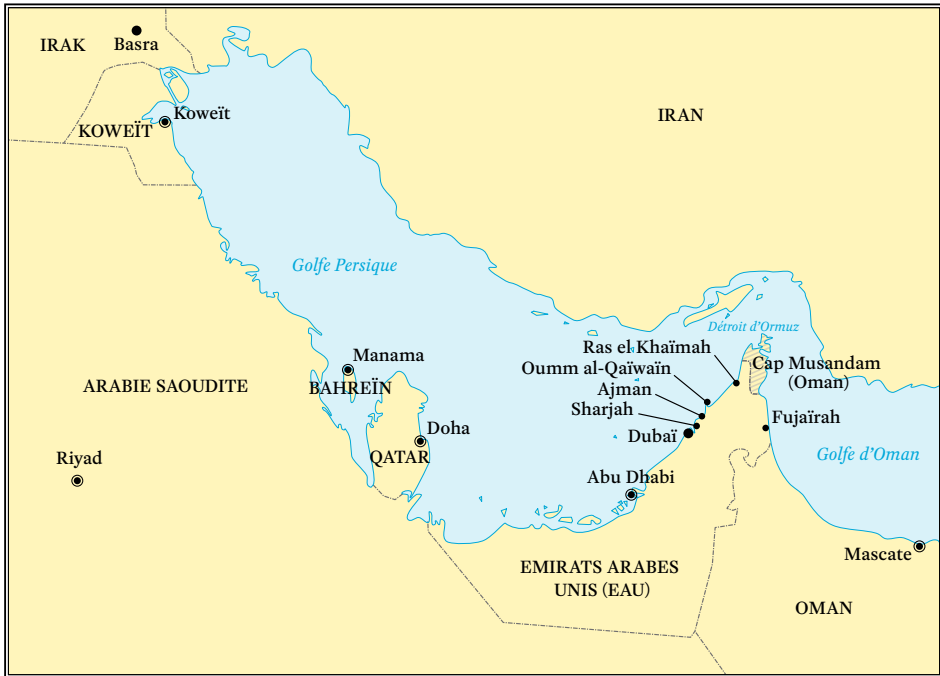 IRAK
Basra
KOWEÏT
Koweït
IRAN
Golfe Persique
Détroit d'Ormuz
Ras el Khaïmah
Cap Musandam
(Oman)
Oumm al-Qaïwaïn
Ajman
Sharjah
Dubaï
Fujaïrah
Manama
BAHREÏN
ARABIE SAOUDITE
Doha
QATAR
Riyad
Golfe d'Oman
Abu Dhabi
Mascate
EMIRATS ARABES
UNIS (EAU)
OMAN